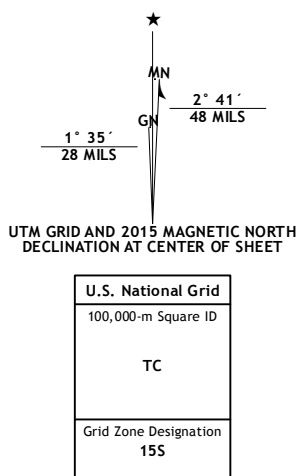 MN
GN
2° 41´
48 MILS
1° 35´
28 MILS
UTM GRID AND 2015 MAGNETIC NORTH
DECLINATION AT CENTER OF SHEET
U.S. National Grid
100,000-m Square ID
TC
Grid Zone Designation
15S